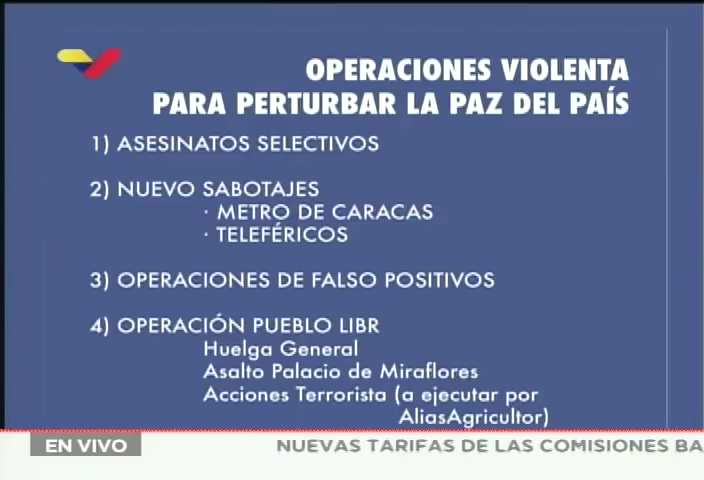 OPERACIONES VIOLENTA
PARA PERTURBAR LA PAZ DEL PAÍS
1) ASESINATOS SELECTIVOS
2) NUEVO SABOTAJES
· METRO DE CARACAS
· TELEFÉRICOS
3) OPERACIONES DE FALSO POSITIVOS
4) OPERACIÓN PUEBLO LIBR
Huelga General
Asalto Palacio de Miraflores
Acciones Terrorista (a ejecutar por
AliasAgricultor)
EN VIVO
NUEVAS TARIFAS DE LAS COMISIONES BA